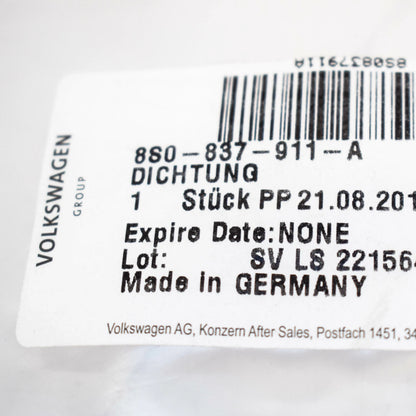 8S0837911A
8S0-837-911-A
DICHTUNG
1 Stück PP 21.08.201
Expire Date:NONE
Lot: SV LS 22156
Made in GERMANY
VOLKSWAGEN
GROUP
Volkswagen AG, Konzern After Sales, Postfach 1451, 34